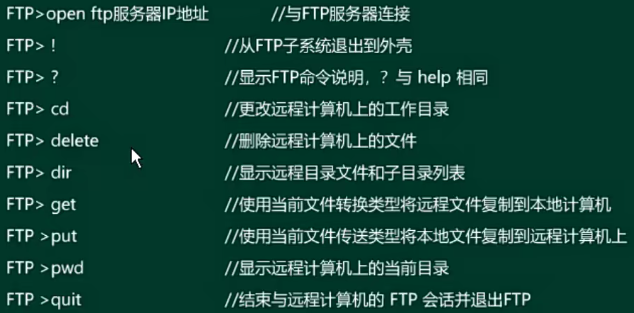 FTP>open ftp服务器IP地址 //与FTP服务器连接
FTP> ! //从FTP子系统退出到外壳
FTP> ? //显示FTP命令说明，? 与 help 相同
FTP> cd //更改远程计算机上的工作目录
FTP> delete //删除远程计算机上的文件
FTP> dir //显示远程目录文件和子目录列表
FTP> get //使用当前文件转换类型将远程文件复制到本地计算机
FTP >put //使用当前文件传送类型将本地文件复制到远程计算机上
FTP >pwd //显示远程计算机上的当前目录
FTP >quit //结束与远程计算机的 FTP 会话并退出FTP